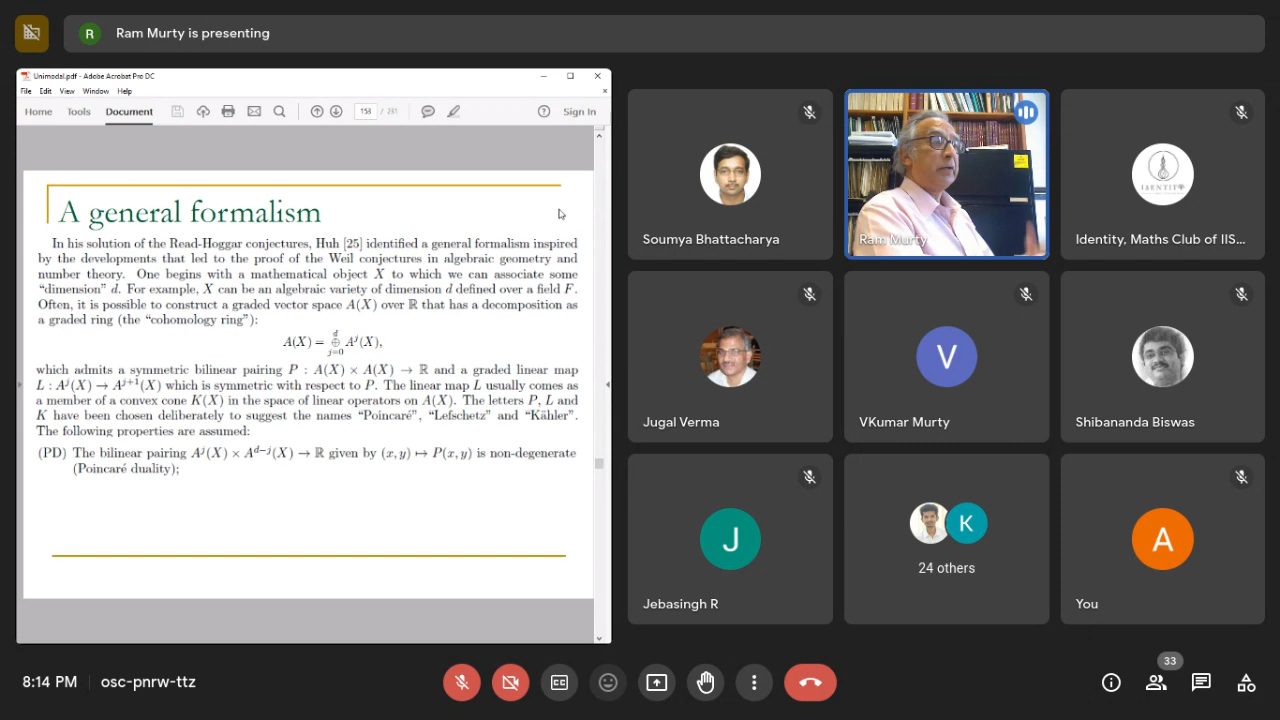 R Ram Murty is presenting
Unimodal.pdf - Adobe Acrobat Pro DC
File Edit View Window Help
Home Tools Document 158 / 231 Sign In
A general formalism
In his solution of the Read-Hoggar conjectures, Huh [25] identified a general formalism inspired
by the developments that led to the proof of the Weil conjectures in algebraic geometry and
number theory. One begins with a mathematical object X to which we can associate some
“dimension” d. For example, X can be an algebraic variety of dimension d defined over a field F.
Often, it is possible to construct a graded vector space A(X) over ℝ that has a decomposition as
a graded ring (the “cohomology ring”):
A(X) = ⊕_{j=0}^{d} A^j(X),
which admits a symmetric bilinear pairing P : A(X) × A(X) → ℝ and a graded linear map
L : A^j(X) → A^{j+1}(X) which is symmetric with respect to P. The linear map L usually comes as
a member of a convex cone K(X) in the space of linear operators on A(X). The letters P, L and
K have been chosen deliberately to suggest the names “Poincaré”, “Lefschetz” and “Kähler”.
The following properties are assumed:
(PD) The bilinear pairing A^j(X) × A^{d−j}(X) → ℝ given by (x, y) ↦ P(x, y) is non-degenerate
(Poincaré duality);
Soumya Bhattacharya
Ram Murty
IdENTITY
Identity, Maths Club of IIS...
Jugal Verma
V
VKumar Murty
Shibananda Biswas
J
Jebasingh R
K
24 others
A
You
8:14 PM osc-pnrw-ttz
33